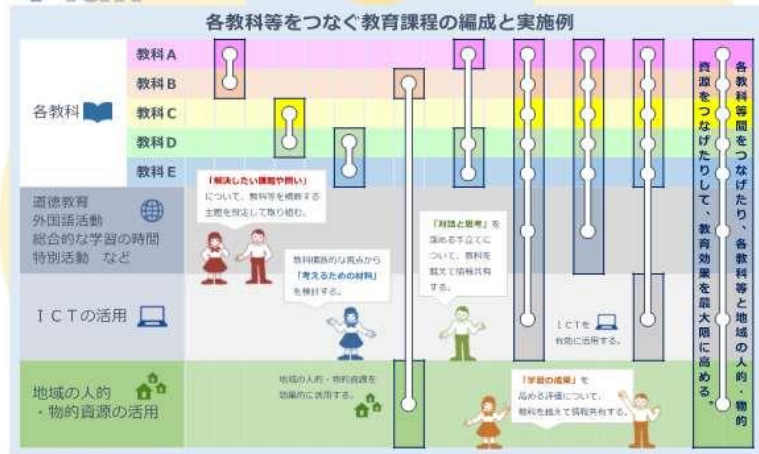 各教科等をつなぐ教育課程の編成と実施例
各教科
教科A
教科B
教科C
教科D
教科E
道徳教育
外国語活動
総合的な学習の時間
特別活動 など
ICTの活用
地域の人的
・物的資源の活用
「解決したい課題や問い」
について、教科等を横断する
主題を設定して取り組む。
教科横断的な視点から
「考えるための材料」
を検討する。
「対話と思考」を
深める手立てに
ついて、教科を
越えて情報共有
する。
ICTを
有効に活用する。
地域の人的・物的資源を
効果的に活用する。
「学習の成果」を
高める評価について、
教科を越えて情報共有する。
各教科等間をつなげたり、各教科等と地域の人的・物的
資源をつなげたりして、教育効果を最大限に高める。